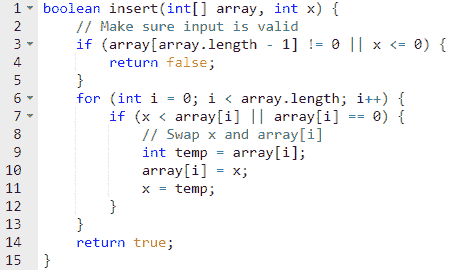 1 boolean insert(int[] array, int x) {
2     // Make sure input is valid
3     if (array[array.length - 1] != 0 || x <= 0) {
4         return false;
5     }
6     for (int i = 0; i < array.length; i++) {
7         if (x < array[i] || array[i] == 0) {
8             // Swap x and array[i]
9             int temp = array[i];
10             array[i] = x;
11             x = temp;
12         }
13     }
14     return true;
15 }